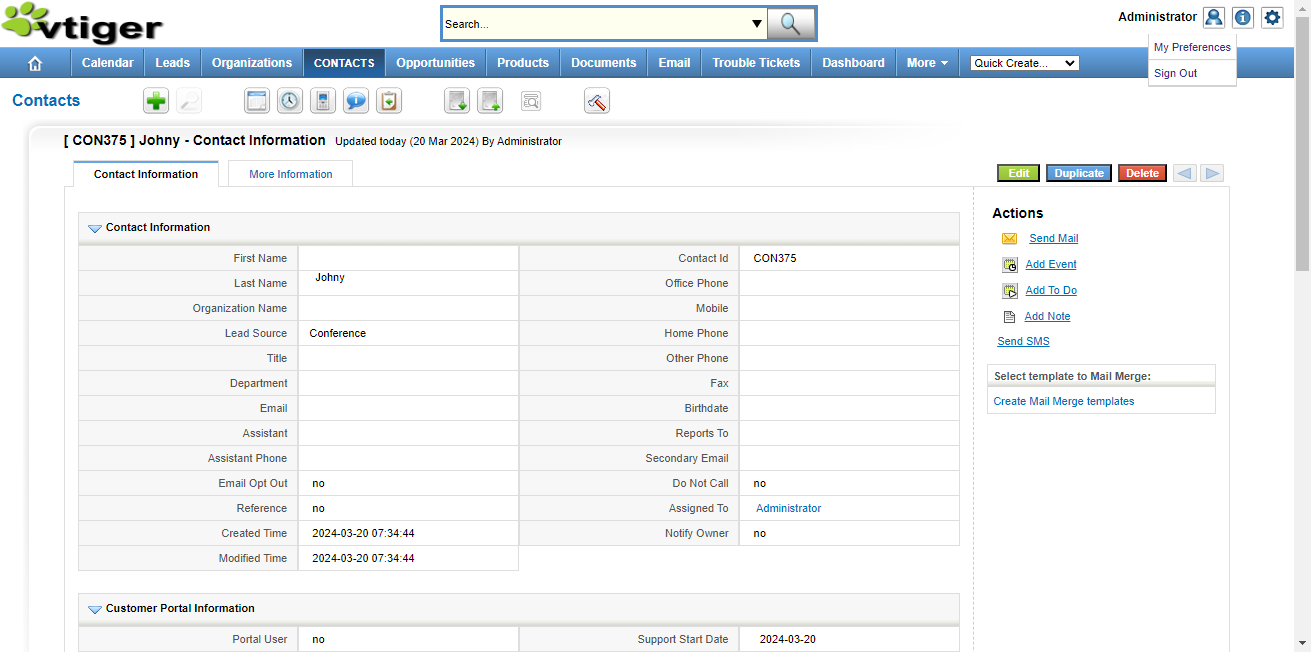 vtiger
Search...
Administrator
My Preferences
Sign Out
Calendar Leads Organizations CONTACTS Opportunities Products Documents Email Trouble Tickets Dashboard More Quick Create...
Contacts
[ CON375 ] Johny - Contact Information Updated today (20 Mar 2024) By Administrator
Contact Information More Information
Edit Duplicate Delete
Contact Information
First Name Contact Id CON375
Last Name Johny Office Phone
Organization Name Mobile
Lead Source Conference Home Phone
Title Other Phone
Department Fax
Email Birthdate
Assistant Reports To
Assistant Phone Secondary Email
Email Opt Out no Do Not Call no
Reference no Assigned To Administrator
Created Time 2024-03-20 07:34:44 Notify Owner no
Modified Time 2024-03-20 07:34:44
Customer Portal Information
Portal User no Support Start Date 2024-03-20
Actions
Send Mail
Add Event
Add To Do
Add Note
Send SMS
Select template to Mail Merge:
Create Mail Merge templates